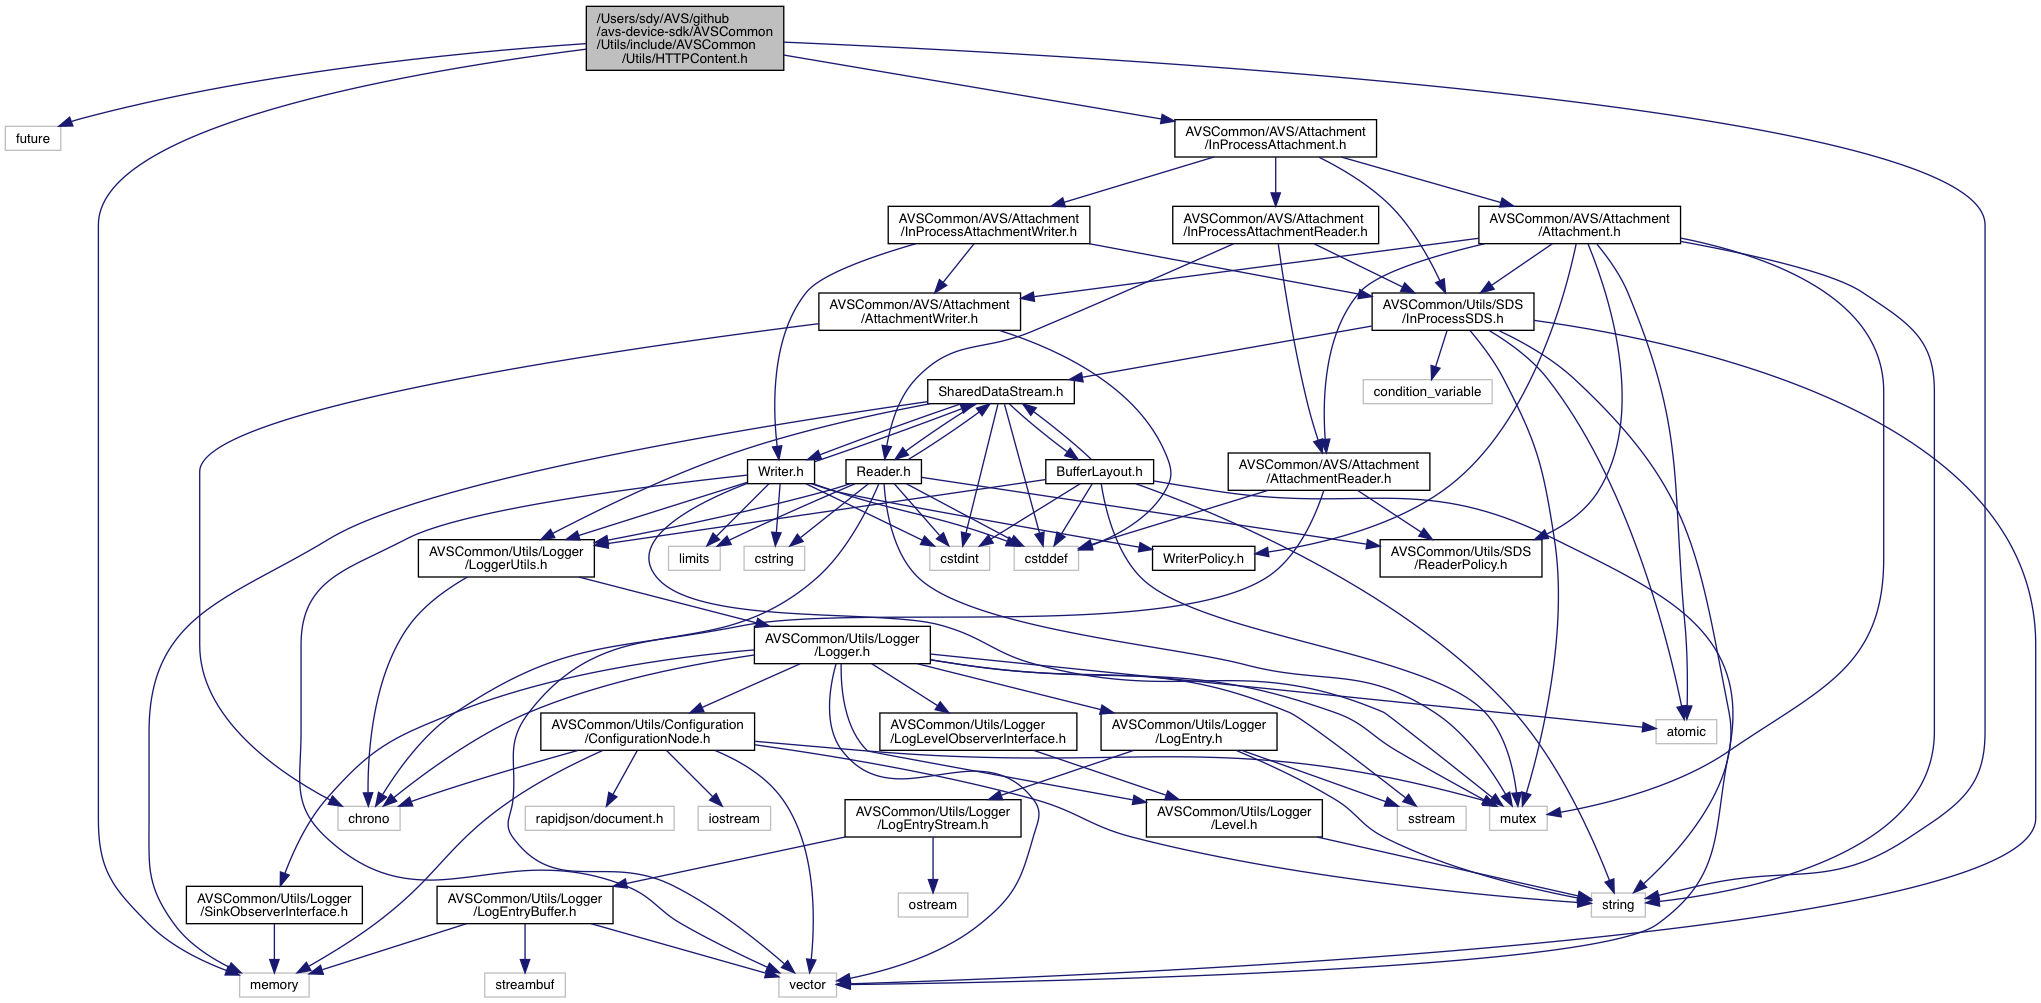 /Users/sdy/AVS/github
/avs-device-sdk/AVSCommon
/Utils/include/AVSCommon
/Utils/HTTPContent.h
future
AVSCommon/AVS/Attachment
/InProcessAttachment.h
AVSCommon/AVS/Attachment
/InProcessAttachmentWriter.h
AVSCommon/AVS/Attachment
/InProcessAttachmentReader.h
AVSCommon/AVS/Attachment
/Attachment.h
AVSCommon/AVS/Attachment
/AttachmentWriter.h
AVSCommon/Utils/SDS
/InProcessSDS.h
SharedDataStream.h
condition_variable
Writer.h
Reader.h
BufferLayout.h
AVSCommon/AVS/Attachment
/AttachmentReader.h
AVSCommon/Utils/Logger
/LoggerUtils.h
limits
cstring
cstdint
cstddef
WriterPolicy.h
AVSCommon/Utils/SDS
/ReaderPolicy.h
AVSCommon/Utils/Logger
/Logger.h
AVSCommon/Utils/Configuration
/ConfigurationNode.h
AVSCommon/Utils/Logger
/LogLevelObserverInterface.h
AVSCommon/Utils/Logger
/LogEntry.h
atomic
chrono
rapidjson/document.h
iostream
AVSCommon/Utils/Logger
/LogEntryStream.h
AVSCommon/Utils/Logger
/Level.h
sstream
mutex
AVSCommon/Utils/Logger
/SinkObserverInterface.h
AVSCommon/Utils/Logger
/LogEntryBuffer.h
ostream
string
memory
streambuf
vector